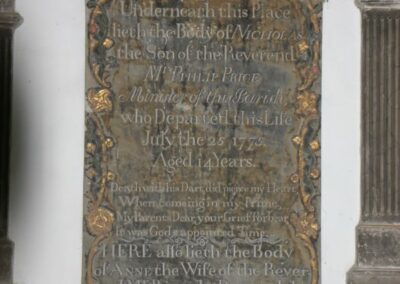 Underneath this Place
lieth the Body of NICHOLAS
the Son of the Reverend
Mr PHILIP PRICE
Minister of this Parish,
who Departed this Life
July the 28 1775
Aged 14 Years.
Death with his Dart did pierce my Heart
When I was in my Prime,
My Parents Dear your Grief forbear
It was God's appointed Time.
HERE also lieth the Body
of ANNE the Wife of the Rever